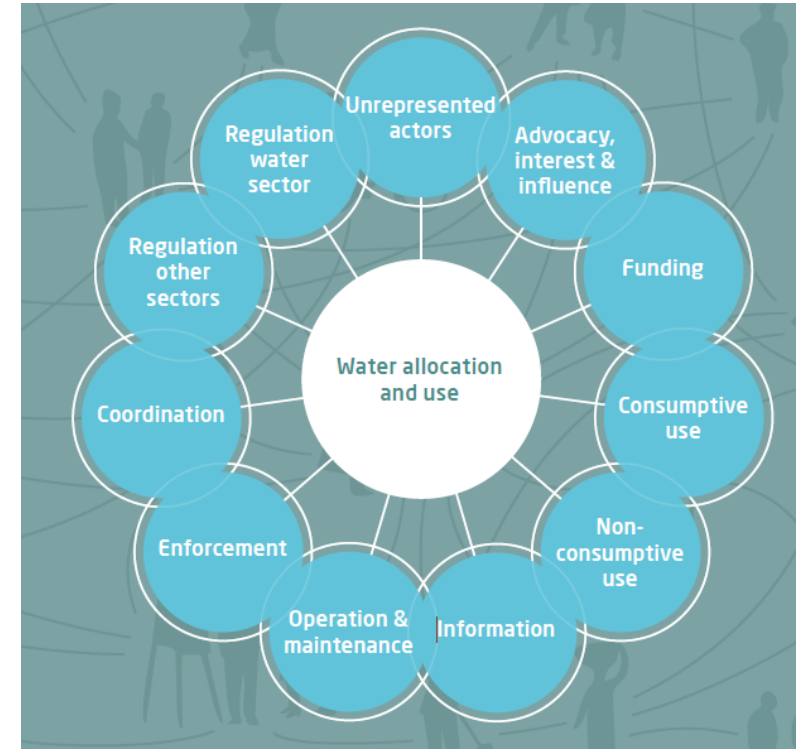 Unrepresented
actors
Advocacy,
interest &
influence
Funding
Consumptive
use
Non-
consumptive
use
Information
Operation &
maintenance
Enforcement
Coordination
Regulation
other
sectors
Regulation
water
sector
Water allocation
and use